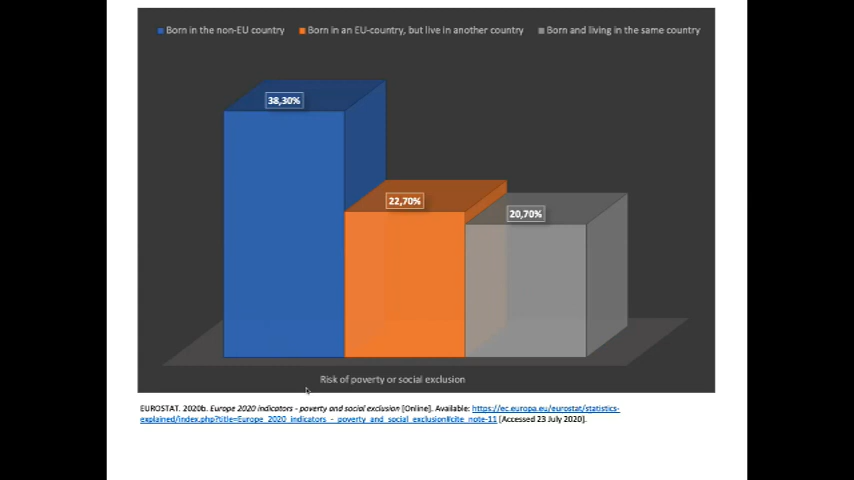 Born in the non-EU country Born in an EU-country, but live in another country Born and living in the same country
38,30%
22,70%
20,70%
Risk of poverty or social exclusion
EUROSTAT. 2020b. Europe 2020 indicators - poverty and social exclusion [Online]. Available: https://ec.europa.eu/eurostat/statistics-
explained/index.php?title=Europe_2020_indicators_-_poverty_and_social_exclusion#cite_note-11 [Accessed 23 July 2020].